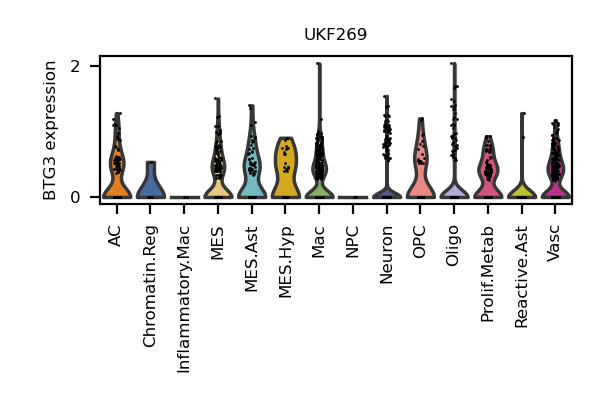 UKF269
BTG3 expression
2
0
AC
Chromatin.Reg
Inflammatory.Mac
MES
MES.Ast
MES.Hyp
Mac
NPC
Neuron
OPC
Oligo
Prolif.Metab
Reactive.Ast
Vasc